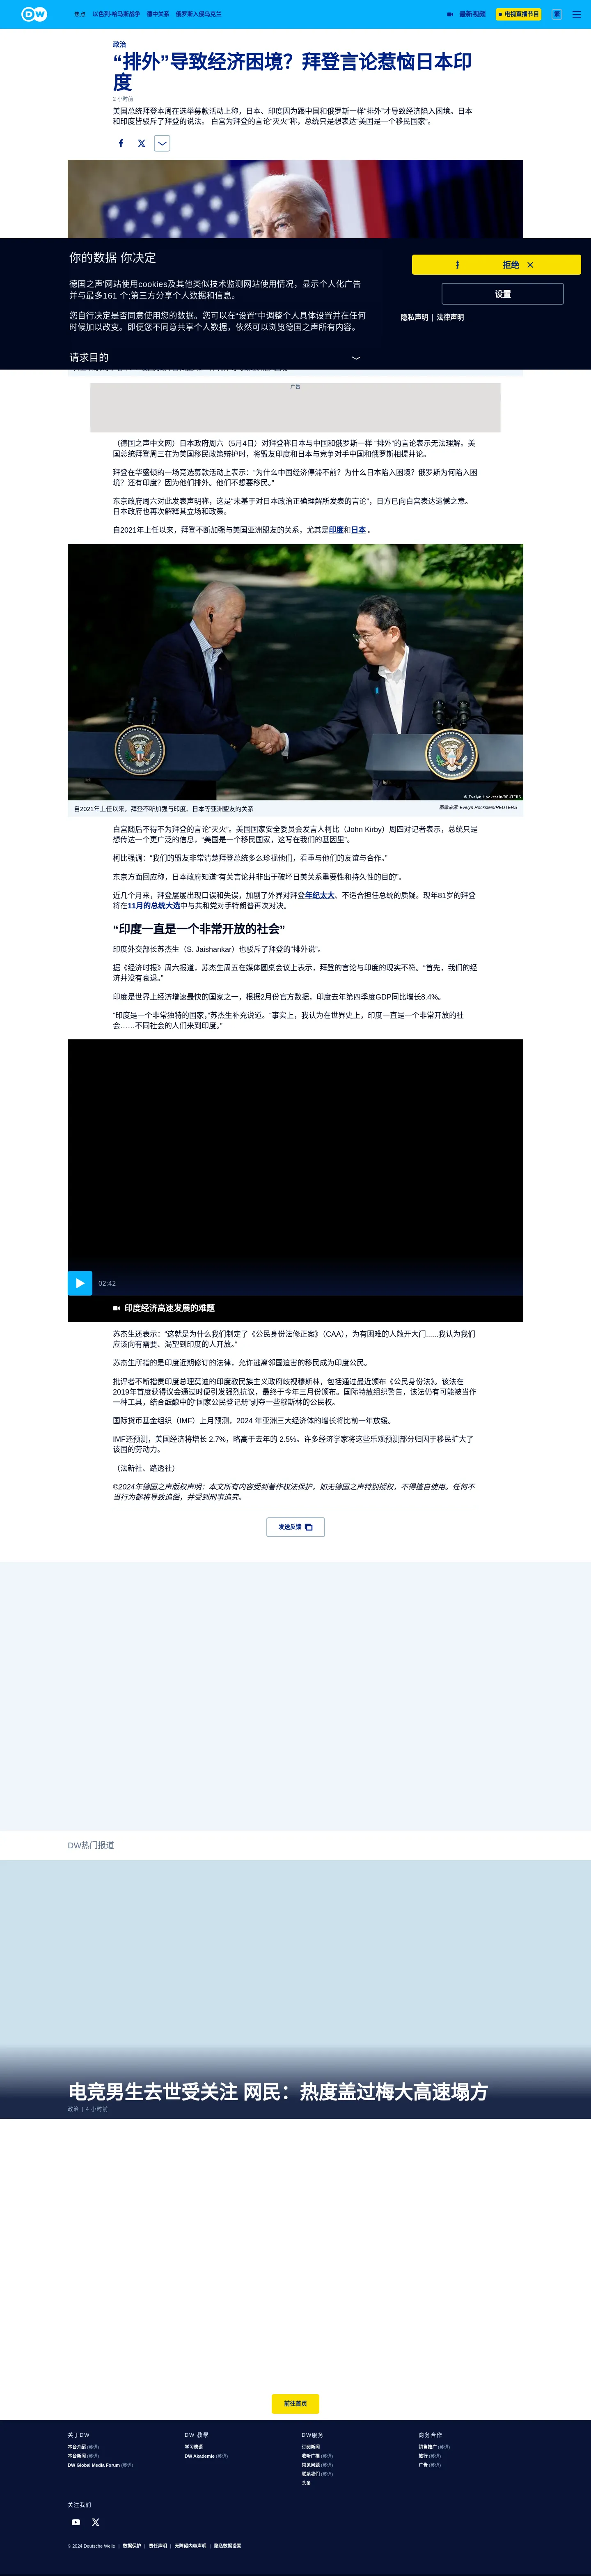 DW
焦点 以色列-哈马斯战争 德中关系 俄罗斯入侵乌克兰
最新视频 电视直播节目 繁
政治
“排外”导致经济困境？拜登言论惹恼日本印
度
2 小时前
美国总统拜登本周在选举募款活动上称，日本、印度因为跟中国和俄罗斯一样“排外”才导致经济陷入困境。日本
和印度皆驳斥了拜登的说法。 白宫为拜登的言论“灭火”称，总统只是想表达“美国是一个移民国家”。
你的数据 你决定
德国之声'网站使用cookies及其他类似技术监测网站使用情况，显示个人化广告
并与最多161 个;第三方分享个人数据和信息。
您自行决定是否同意使用您的数据。您可以在“设置”中调整个人具体设置并在任何
时候加以改变。即便您不同意共享个人数据，依然可以浏览德国之声所有内容。
请求目的
拒绝
设置
隐私声明 | 法律声明
广告
（德国之声中文网）日本政府周六（5月4日）对拜登称日本与中国和俄罗斯一样 “排外”的言论表示无法理解。美
国总统拜登周三在为美国移民政策辩护时，将盟友印度和日本与竞争对手中国和俄罗斯相提并论。
拜登在华盛顿的一场竞选募款活动上表示：“为什么中国经济停滞不前？为什么日本陷入困境？俄罗斯为何陷入困
境？还有印度？因为他们排外。他们不想要移民。”
东京政府周六对此发表声明称，这是“未基于对日本政治正确理解所发表的言论”，日方已向白宫表达遗憾之意。
日本政府也再次解释其立场和政策。
自2021年上任以来，拜登不断加强与美国亚洲盟友的关系，尤其是印度和日本 。
© Evelyn Hockstein/REUTERS
自2021年上任以来，拜登不断加强与印度、日本等亚洲盟友的关系
图像来源: Evelyn Hockstein/REUTERS
白宫随后不得不为拜登的言论“灭火”。美国国家安全委员会发言人柯比（John Kirby）周四对记者表示，总统只是
想传达一个更广泛的信息，“美国是一个移民国家，这写在我们的基因里“。
柯比强调：“我们的盟友非常清楚拜登总统多么珍视他们，看重与他们的友谊与合作。”
东京方面回应称，日本政府知道“有关言论并非出于破坏日美关系重要性和持久性的目的”。
近几个月来，拜登屡屡出现口误和失误，加剧了外界对拜登年纪太大、不适合担任总统的质疑。现年81岁的拜登
将在11月的总统大选中与共和党对手特朗普再次对决。
“印度一直是一个非常开放的社会”
印度外交部长苏杰生（S. Jaishankar）也驳斥了拜登的“排外说”。
据《经济时报》周六报道，苏杰生周五在媒体圆桌会议上表示，拜登的言论与印度的现实不符。“首先，我们的经
济并没有衰退。”
印度是世界上经济增速最快的国家之一，根据2月份官方数据，印度去年第四季度GDP同比增长8.4%。
“印度是一个非常独特的国家，”苏杰生补充说道。“事实上，我认为在世界史上，印度一直是一个非常开放的社
会……不同社会的人们来到印度。”
02:42
印度经济高速发展的难题
苏杰生还表示：“这就是为什么我们制定了《公民身份法修正案》（CAA），为有困难的人敞开大门......我认为我们
应该向有需要、渴望到印度的人开放。”
苏杰生所指的是印度近期修订的法律，允许逃离邻国迫害的移民成为印度公民。
批评者不断指责印度总理莫迪的印度教民族主义政府歧视穆斯林，包括通过最近颁布《公民身份法》。该法在
2019年首度获得议会通过时便引发强烈抗议，最终于今年三月份颁布。国际特赦组织警告，该法仍有可能被当作
一种工具，结合酝酿中的“国家公民登记册”剥夺一些穆斯林的公民权。
国际货币基金组织（IMF）上月预测，2024 年亚洲三大经济体的增长将比前一年放缓。
IMF还预测，美国经济将增长 2.7%，略高于去年的 2.5%。许多经济学家将这些乐观预测部分归因于移民扩大了
该国的劳动力。
（法新社、路透社）
©2024年德国之声版权声明：本文所有内容受到著作权法保护，如无德国之声特别授权，不得擅自使用。任何不
当行为都将导致追偿，并受到刑事追究。
发送反馈
DW热门报道
电竞男生去世受关注 网民：热度盖过梅大高速塌方
政治 | 4 小时前
前往首页
关于DW
本台介绍 (英语)
本台新闻 (英语)
DW Global Media Forum (英语)
DW 教學
学习德语
DW Akademie (英语)
DW服务
订阅新闻
收听广播 (英语)
常见问题 (英语)
联系我们 (英语)
头条
商务合作
销售推广 (英语)
旅行 (英语)
广告 (英语)
关注我们
© 2024 Deutsche Welle | 数据保护 | 责任声明 | 无障碍内容声明 | 隐私数据设置